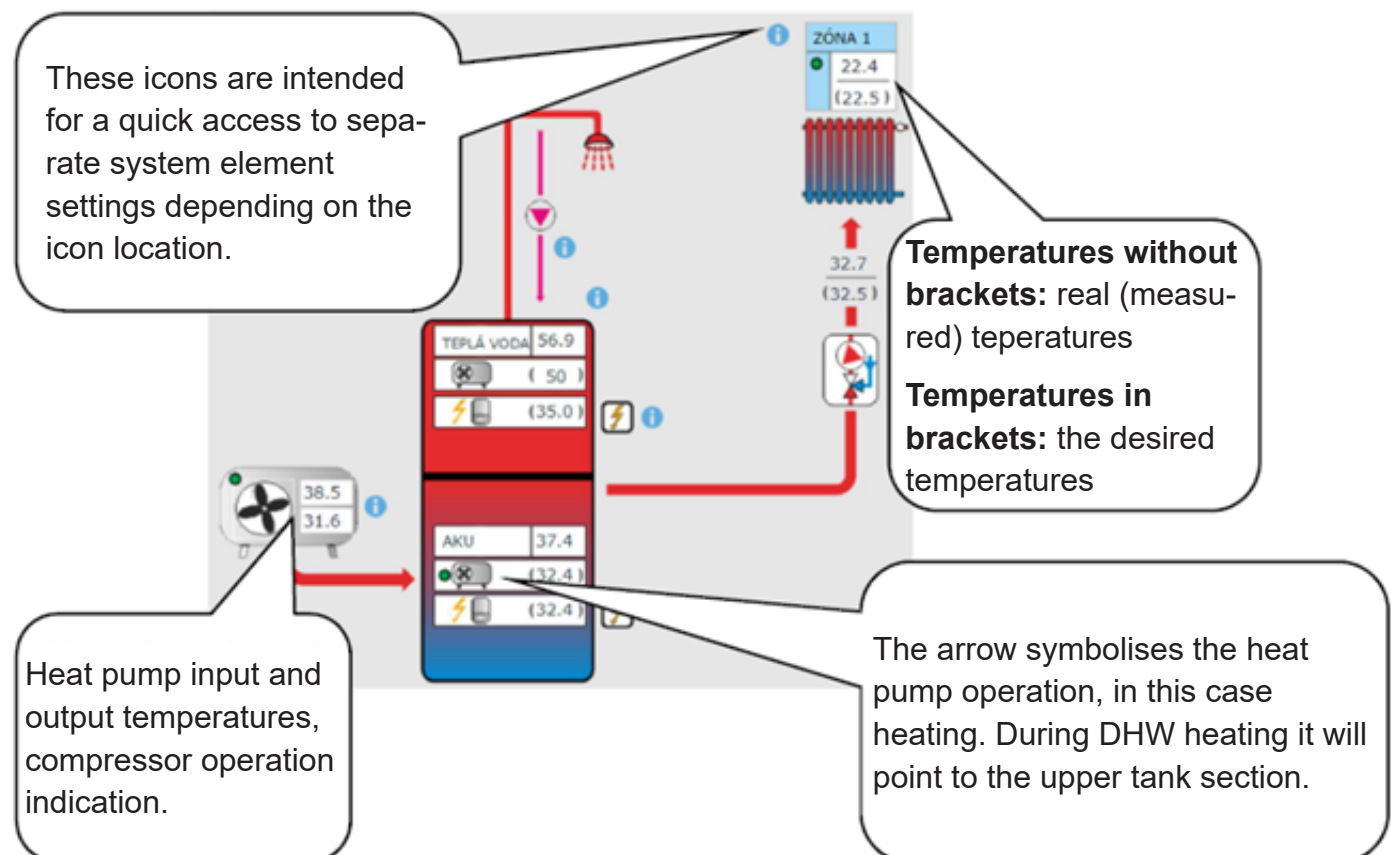 These icons are intended
for a quick access to sepa-
rate system element
settings depending on the
icon location.
ZÓNA 1
22.4
(22.5)
32.7
(32.5)
Temperatures without
brackets: real (measu-
red) teperatures
Temperatures in
brackets: the desired
temperatures
TEPLÁ VODA 56.9
( 50 )
(35.0)
38.5
31.6
AKU 37.4
(32.4)
(32.4)
Heat pump input and
output temperatures,
compressor operation
indication.
The arrow symbolises the heat
pump operation, in this case
heating. During DHW heating it will
point to the upper tank section.